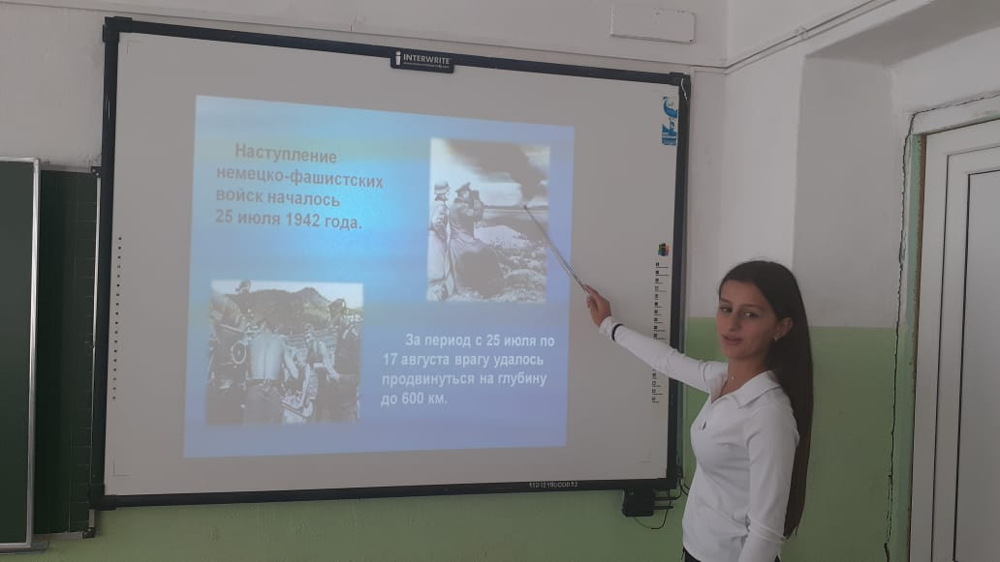 INTERWRITE
Наступление
немецко-фашистских
войск началось
25 июля 1942 года.
За период с 25 июля по
17 августа врагу удалось
продвинуться на глубину
до 600 км.